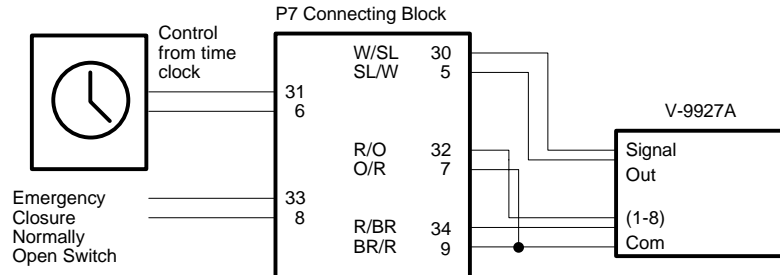 P7 Connecting Block
Control
from time
clock
W/SL 30
SL/W 5
31
6
V-9927A
R/O 32
O/R 7
Signal
Out
Emergency
Closure
Normally
Open Switch
33
8
R/BR 34
BR/R 9
(1-8)
Com